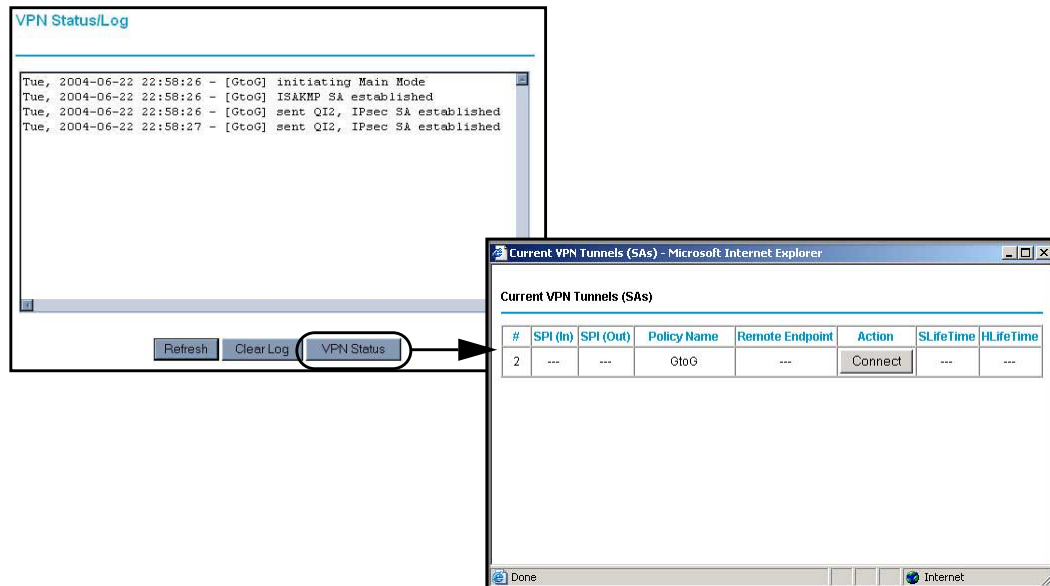 VPN Status/Log
Tue, 2004-06-22 22:58:26 - [GtoG] initiating Main Mode
Tue, 2004-06-22 22:58:26 - [GtoG] ISAKMP SA established
Tue, 2004-06-22 22:58:26 - [GtoG] sent QI2, IPsec SA established
Tue, 2004-06-22 22:58:27 - [GtoG] sent QI2, IPsec SA established
Refresh Clear Log VPN Status
Current VPN Tunnels (SAs) - Microsoft Internet Explorer
Current VPN Tunnels (SAs)
# SPI (In) SPI (Out) Policy Name Remote Endpoint Action SLifeTime HLifeTime
2 --- --- GtoG --- Connect --- ---
Done Internet